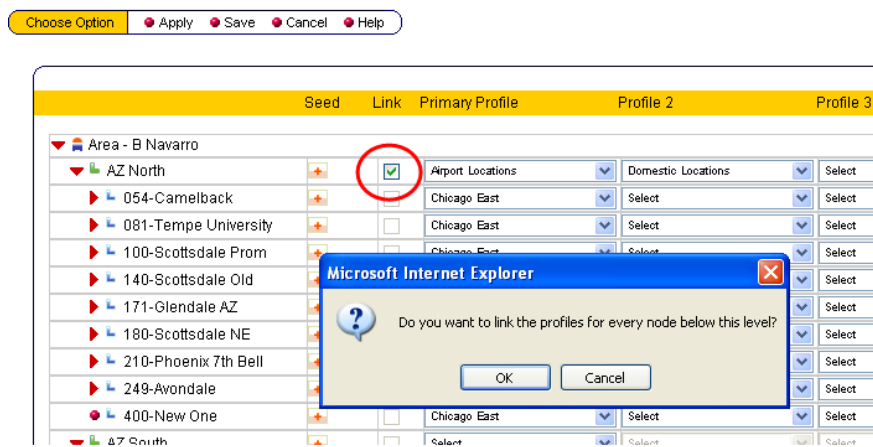 Choose Option Apply Save Cancel Help
Seed Link Primary Profile Profile 2 Profile 3
Area - B Navarro
AZ North Airport Locations Domestic Locations Select
054-Camelback Chicago East Select Select
081-Tempe University Chicago East Select Select
100-Scottsdale Prom Chicago East Select Select
Microsoft Internet Explorer
140-Scottsdale Old Select
171-Glendale AZ Select
Do you want to link the profiles for every node below this level?
180-Scottsdale NE Select
210-Phoenix 7th Bell Select
OK Cancel
249-Avondale Select
400-New One Chicago East Select Select
AZ South Select Select Select